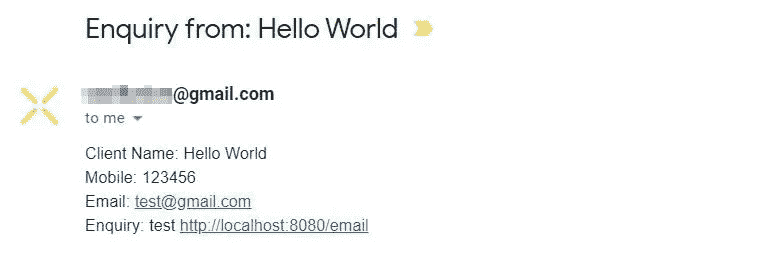 Enquiry from: Hello World
@gmail.com
to me
Client Name: Hello World
Mobile: 123456
Email: test@gmail.com
Enquiry: test http://localhost:8080/email